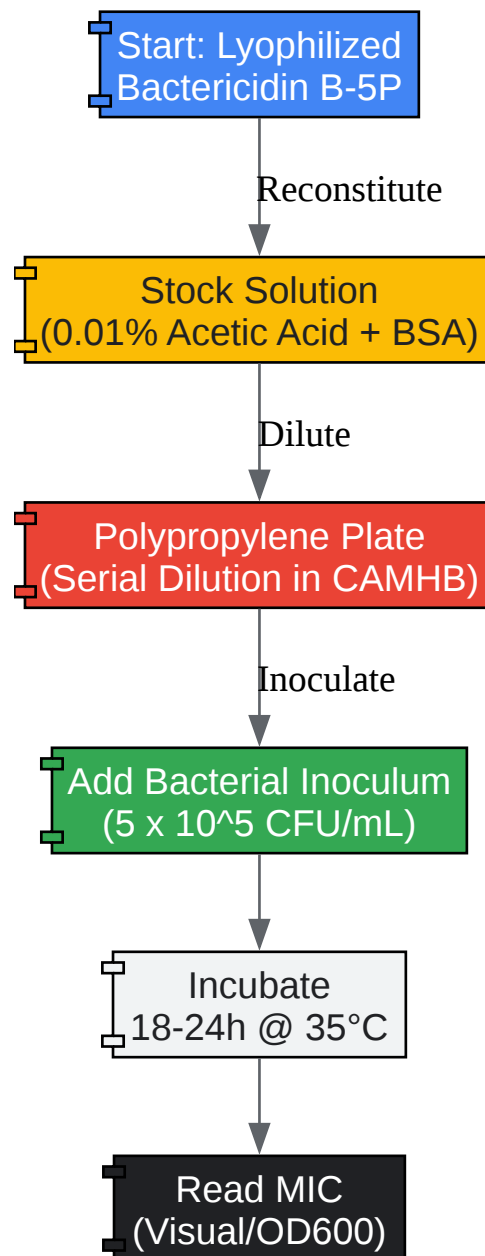 Start: Lyophilized
Bactericidin B-5P
Reconstitute
Stock Solution
(0.01% Acetic Acid + BSA)
Dilute
Polypropylene Plate
(Serial Dilution in CAMHB)
Inoculate
Add Bacterial Inoculum
(5 x 10^5 CFU/mL)
Incubate
18-24h @ 35°C
Read MIC
(Visual/OD600)